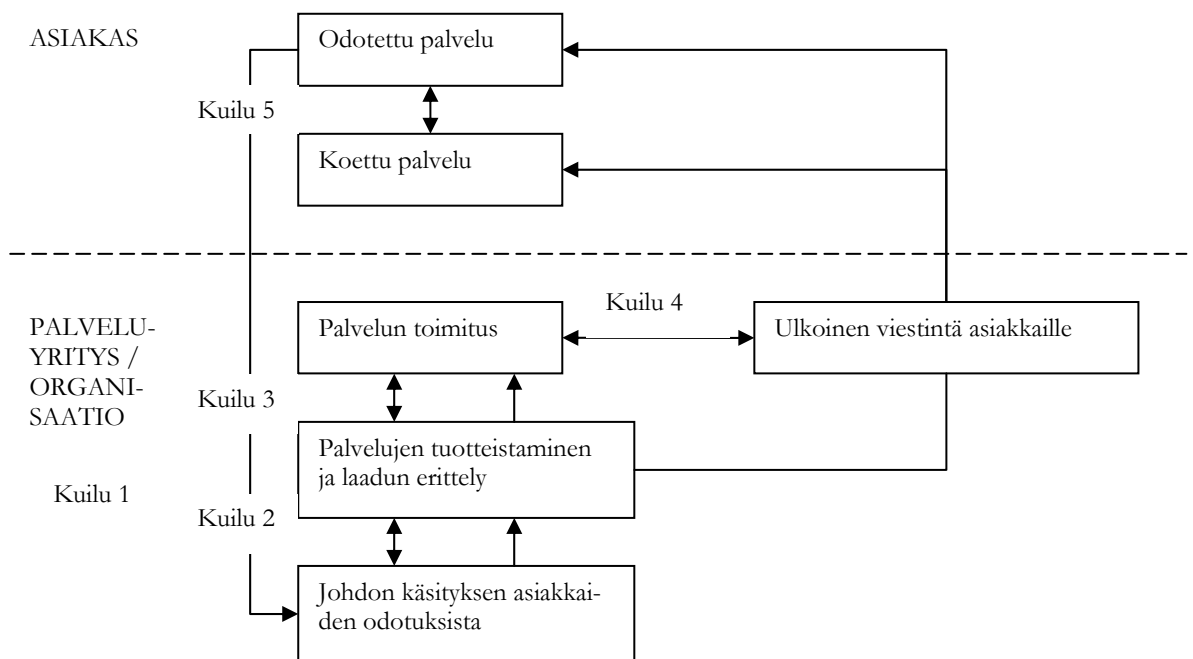 ASIAKAS
Odotettu palvelu
Kuilu 5
Koettu palvelu
PALVELU-
YRITYS /
ORGANI-
SAATIO
Palvelun toimitus
Kuilu 4
Ulkoinen viestintä asiakkaille
Kuilu 3
Palvelujen tuotteistaminen
ja laadun erittely
Kuilu 1
Kuilu 2
Johdon käsityksen asiakkai-
den odotuksista